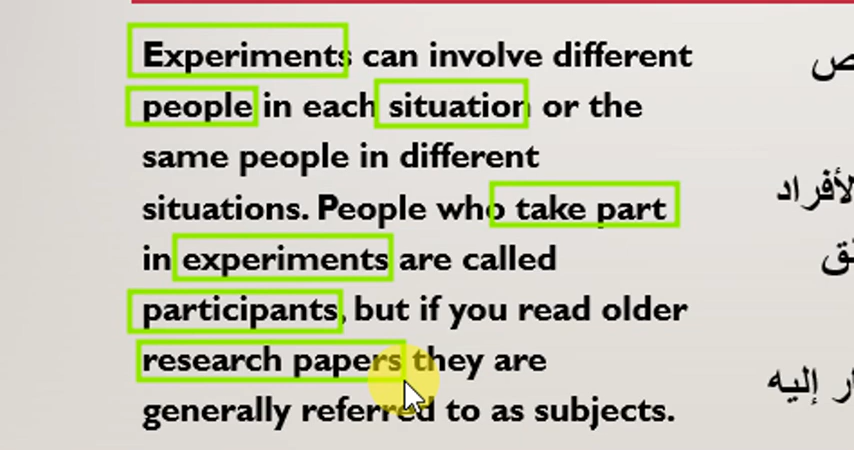 Experiments can involve different
people in each situation or the
same people in different
situations. People who take part
in experiments are called
participants, but if you read older
research papers they are
generally referred to as subjects.
إليه